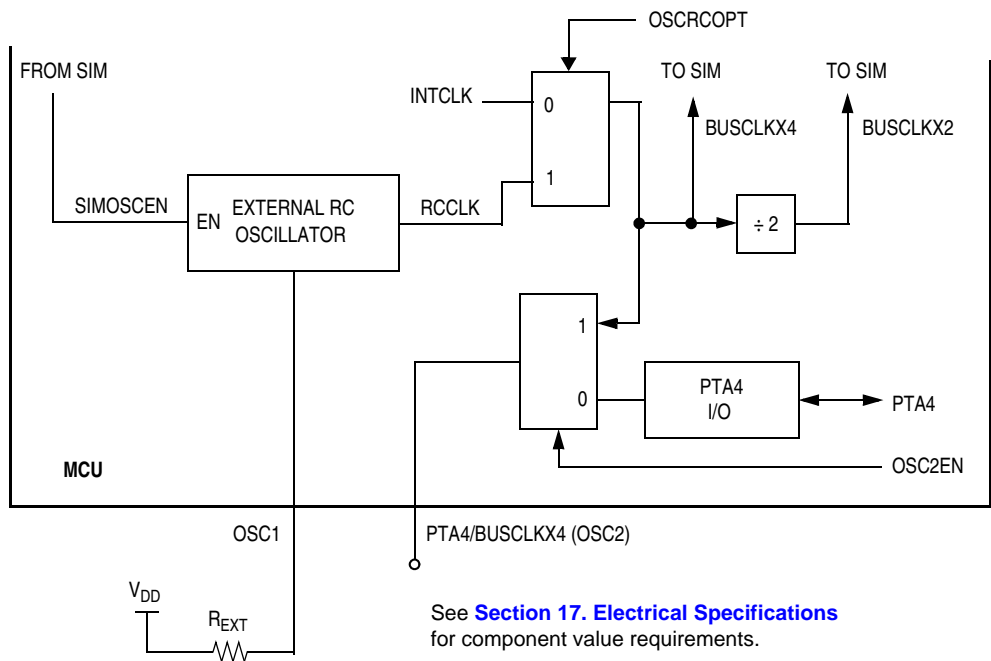 OSCRCOPT
FROM SIM
TO SIM
TO SIM
INTCLK
0
BUSCLKX4
BUSCLKX2
1
SIMOSCEN
EN
EXTERNAL RC
OSCILLATOR
RCCLK
÷ 2
1
0
PTA4
I/O
PTA4
MCU
OSC2EN
OSC1
PTA4/BUSCLKX4 (OSC2)
VDD
REXT
See Section 17. Electrical Specifications
for component value requirements.